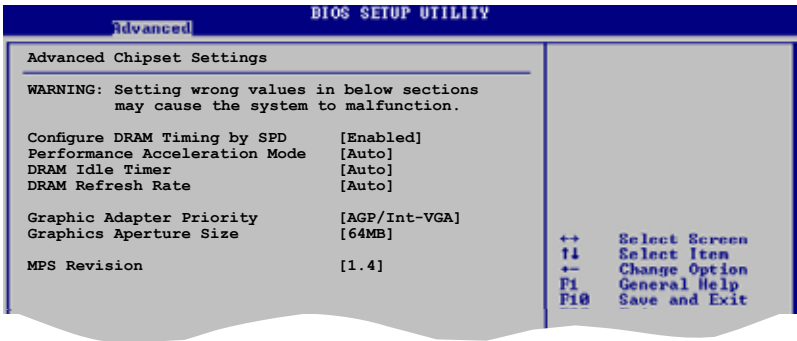 BIOS SETUP UTILITY
Advanced
Advanced Chipset Settings
WARNING: Setting wrong values in below sections
may cause the system to malfunction.
Configure DRAM Timing by SPD [Enabled]
Performance Acceleration Mode [Auto]
DRAM Idle Timer [Auto]
DRAM Refresh Rate [Auto]
Graphic Adapter Priority [AGP/Int-VGA]
Graphics Aperture Size [64MB]
MPS Revision [1.4]
←→ Select Screen
↑↓ Select Item
+- Change Option
F1 General Help
F10 Save and Exit